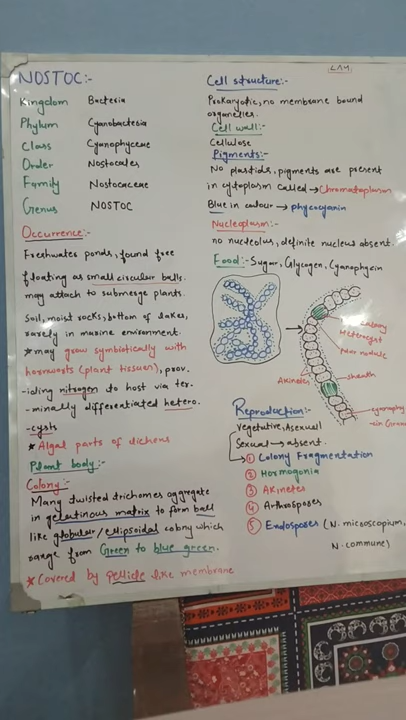 NOSTOC:-
Kingdom Bacteria
Phylum Cyanobacteria
Class Cyanophyceae
Order Nostocales
Family Nostocaceae
Genus NOSTOC
Occurrence:-
Freshwater ponds, found free
floating as small circular balls.
may attach to submerge plants.
Soil, moist rocks, bottom of lakes,
rarely in marine environment.
*may grow symbiotically with
hornworts (plant tissues), prov.
-iding nitrogen to host via ter-
-minally differentiated hetero.
-cysts
* Algal parts of lichens
Plant body:-
Colony:-
Many twisted trichomes aggregate
in gelatinous matrix to form ball
like globular/ellipsoidal colony which
range from Green to blue green.
*Covered by Pellicle like membrane
Cell structure:-
Prokaryotic, no membrane bound
organelles.
Cell wall:-
Cellulose
Pigments:-
No plastids, pigments are present
in cytoplasm called → Chromatoplasm
Blue in colour → phycocyanin
Nucleoplasm:-
no nucleolus, definite nucleus absent.
Food:- Sugar, Glycogen, Cyanophycin
Heterocyst
Polar nodule
Akinetes
sheath
Reproduction:-
Vegetative, Asexual
Sexual → absent.
① Colony Fragmentation
② Hormogonia
③ Akinetes
④ Arthrospores
⑤ Endospores (N. microscopium,
N. commune)